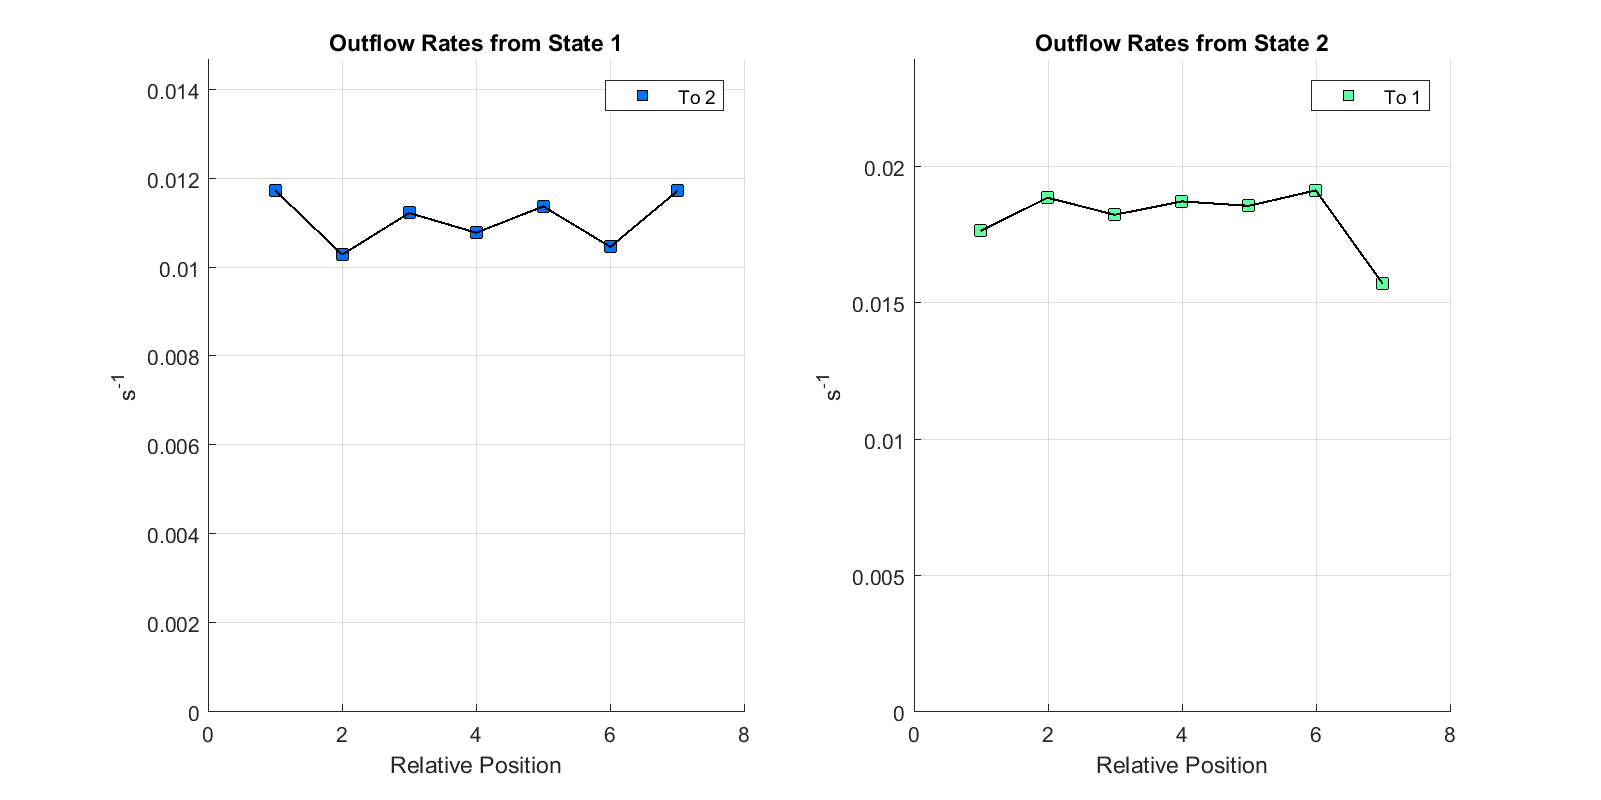 Outflow Rates from State 1
To 2
0.014
0.012
0.01
0.008
0.006
0.004
0.002
0
s-1
0 2 4 6 8
Relative Position
Outflow Rates from State 2
To 1
0.02
0.015
0.01
0.005
0
s-1
0 2 4 6 8
Relative Position